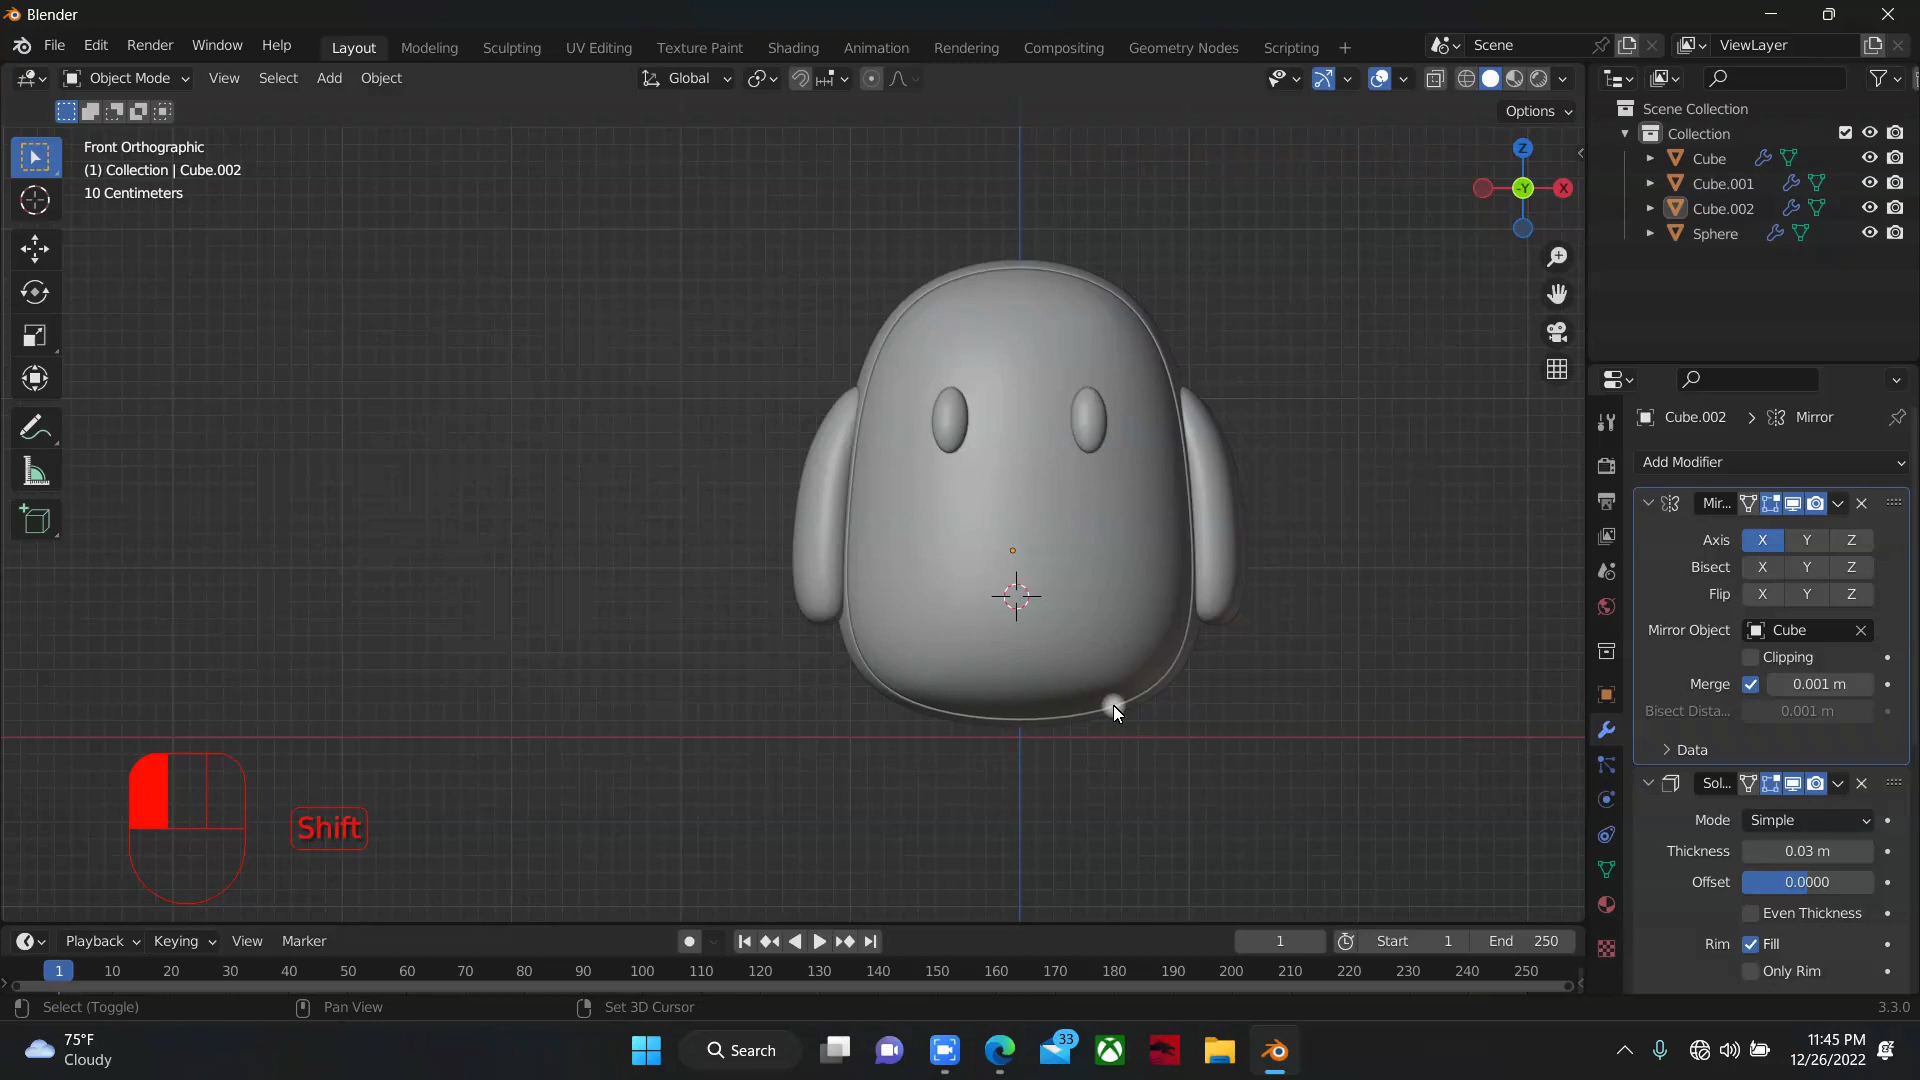 Blender
File Edit Render Window Help Layout Modeling Sculpting UV Editing Texture Paint Shading Animation Rendering Compositing Geometry Nodes Scripting + Scene ViewLayer
Object Mode View Select Add Object Global
Options
Front Orthographic
(1) Collection | Cube.002
10 Centimeters
Z
-Y X
Scene Collection
Collection
Cube
Cube.001
Cube.002
Sphere
Cube.002 > Mirror
Add Modifier
Mir...
Axis X Y Z
Bisect X Y Z
Flip X Y Z
Mirror Object Cube
Clipping
Merge 0.001 m
Bisect Dista... 0.001 m
Data
Sol...
Mode Simple
Thickness 0.03 m
Offset 0.0000
Even Thickness
Rim Fill
Only Rim
Shift
Playback Keying View Marker 1 Start 1 End 250
1 10 20 30 40 50 60 70 80 90 100 110 120 130 140 150 160 170 180 190 200 210 220 230 240 250
Select (Toggle) Pan View Set 3D Cursor 3.3.0
75°F
Cloudy
Search
33
11:45 PM
12/26/2022